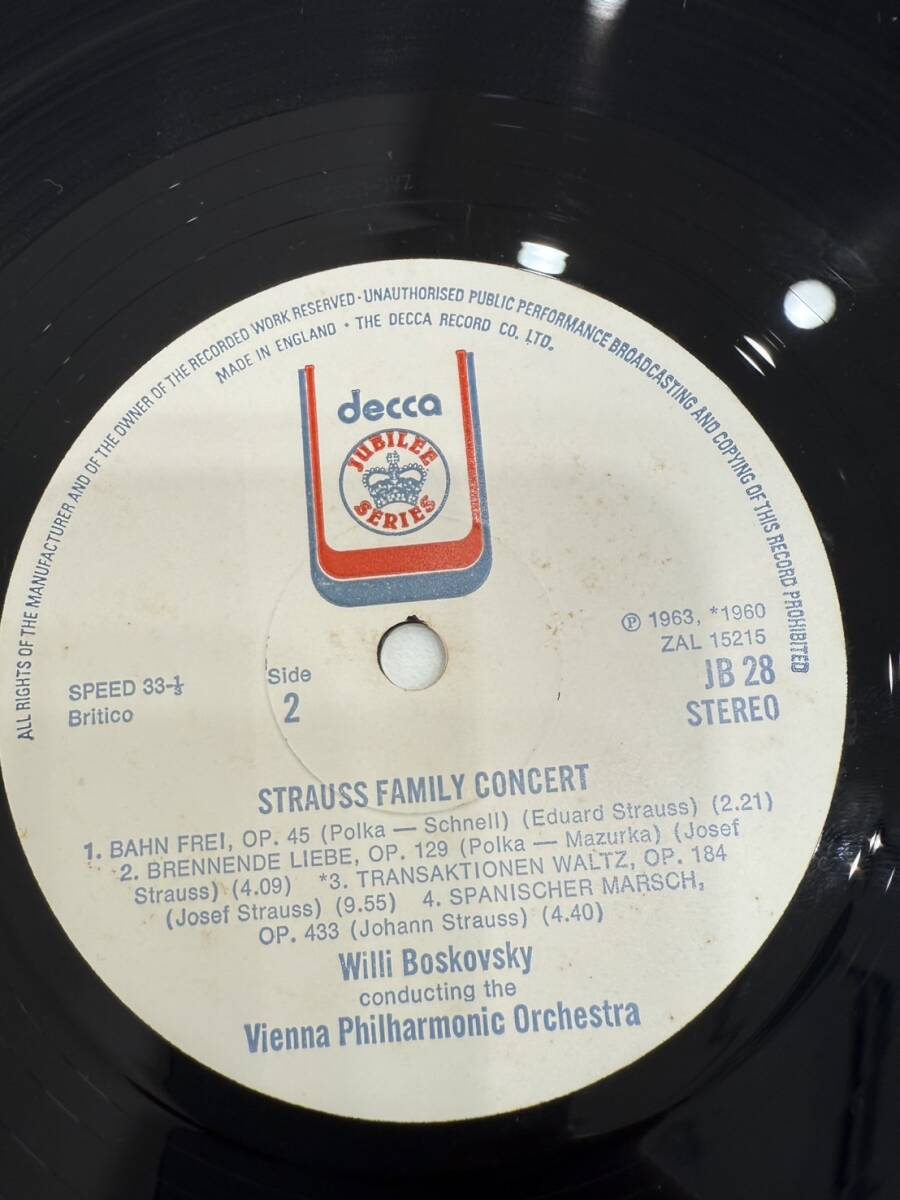 ALL RIGHTS OF THE MANUFACTURER AND OF THE OWNER OF THE RECORDED WORK RESERVED · UNAUTHORISED PUBLIC PERFORMANCE BROADCASTING AND COPYING OF THIS RECORD PROHIBITED
MADE IN ENGLAND · THE DECCA RECORD CO. LTD.
decca
JUBILEE
SERIES
℗ 1963, *1960
ZAL 15215
JB 28
STEREO
SPEED 33-⅓
Britico
Side
2
STRAUSS FAMILY CONCERT
1. BAHN FREI, OP. 45 (Polka — Schnell) (Eduard Strauss) (2.21)
2. BRENNENDE LIEBE, OP. 129 (Polka — Mazurka) (Josef
Strauss) (4.09) *3. TRANSAKTIONEN WALTZ, OP. 184
(Josef Strauss) (9.55) 4. SPANISCHER MARSCH,
OP. 433 (Johann Strauss) (4.40)
Willi Boskovsky
conducting the
Vienna Philharmonic Orchestra